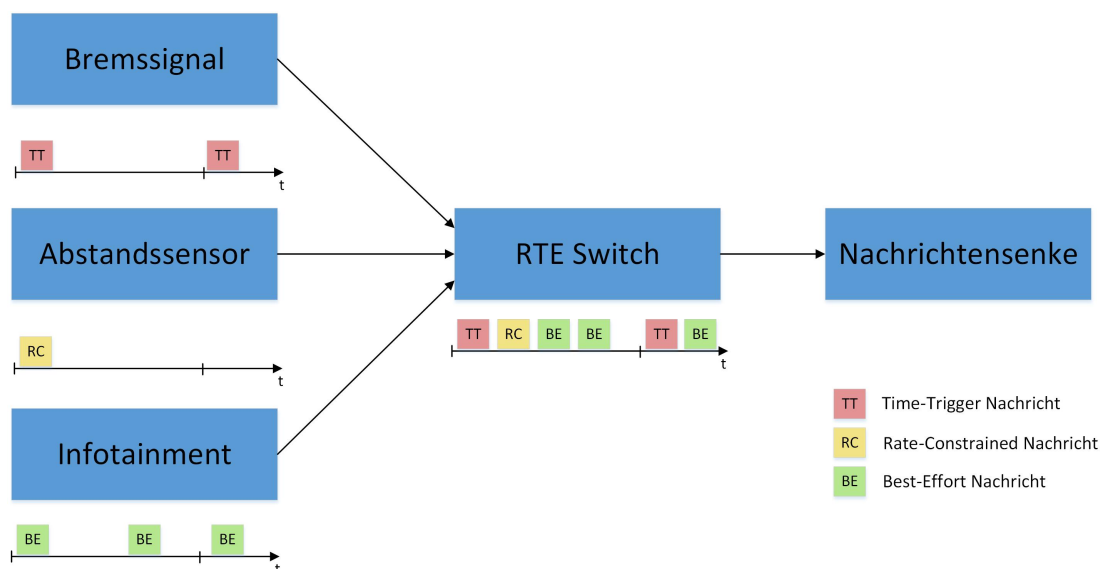 Bremssignal
TT TT
t
Abstandssensor
RTE Switch
Nachrichtensenke
RC
t
TT RC BE BE TT BE
t
Infotainment
BE BE BE
t
TT Time-Trigger Nachricht
RC Rate-Constrained Nachricht
BE Best-Effort Nachricht